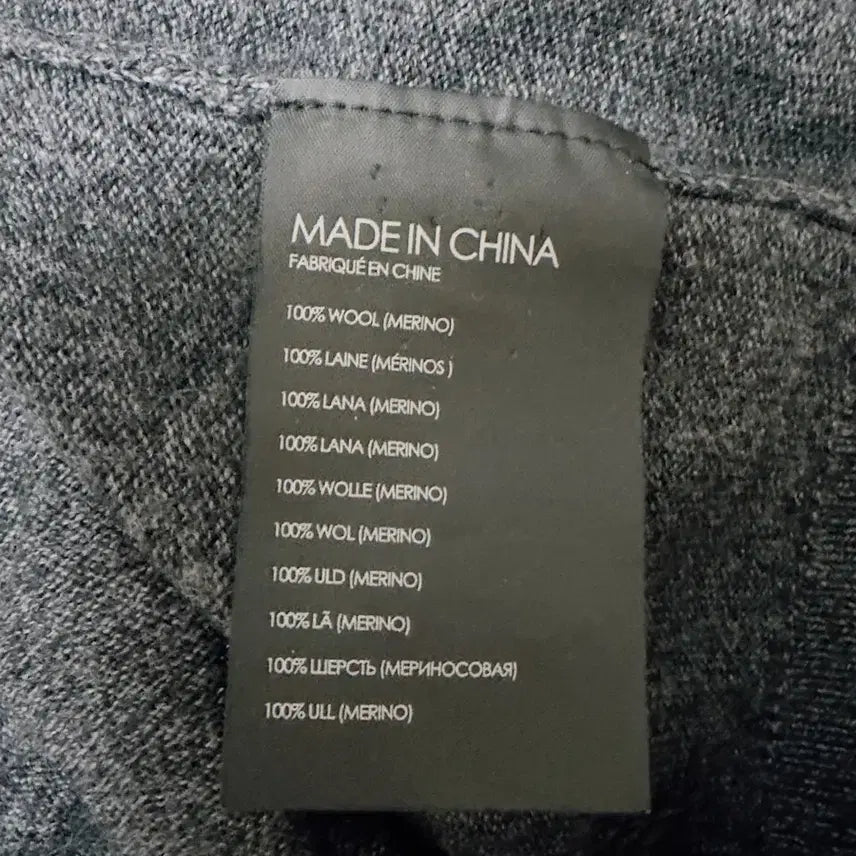 MADE IN CHINA
FABRIQUÉ EN CHINE
100% WOOL (MERINO)
100% LAINE (MÉRINOS )
100% LANA (MERINO)
100% LANA (MERINO)
100% WOLLE (MERINO)
100% WOL (MERINO)
100% ULD (MERINO)
100% LÃ (MERINO)
100% ШЕРСТЬ (МЕРИНОСОВАЯ)
100% ULL (MERINO)